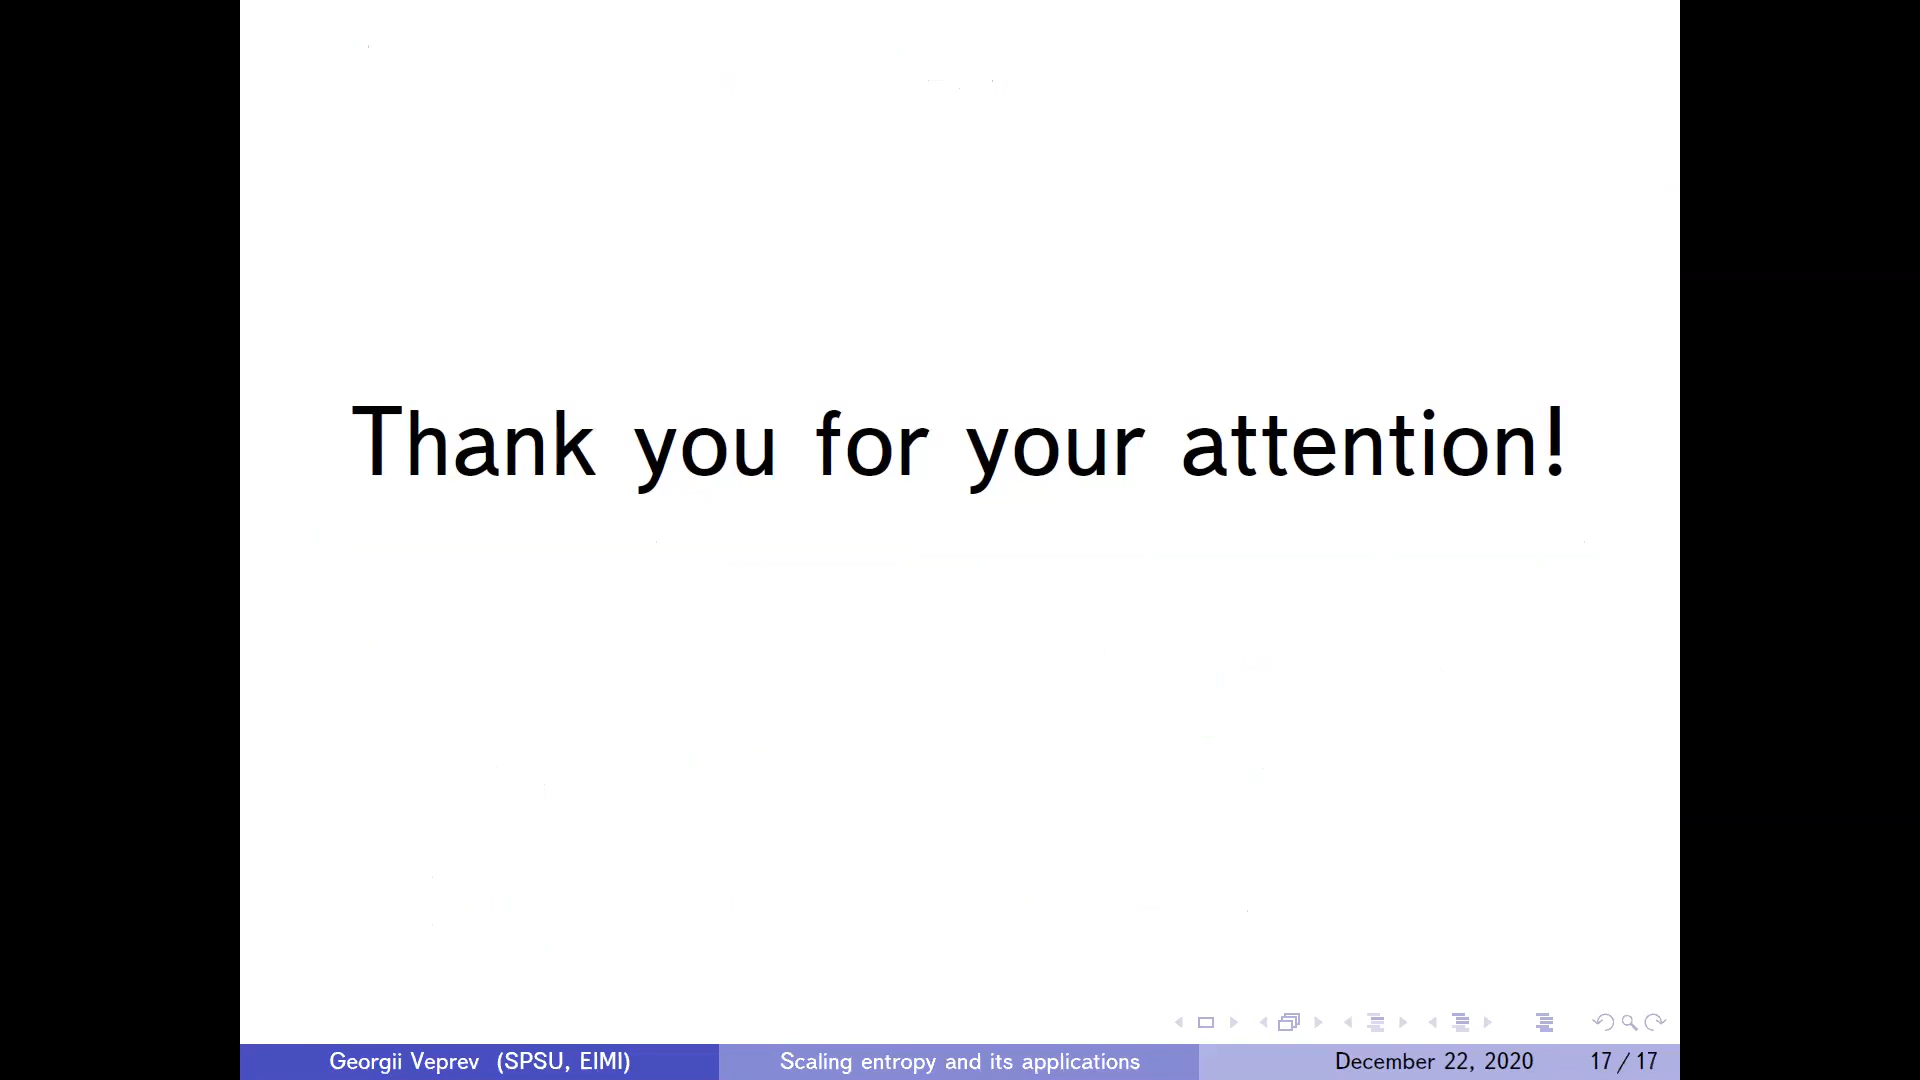 Thank you for your attention!
Georgii Veprev (SPSU, EIMI) Scaling entropy and its applications December 22, 2020 17 / 17